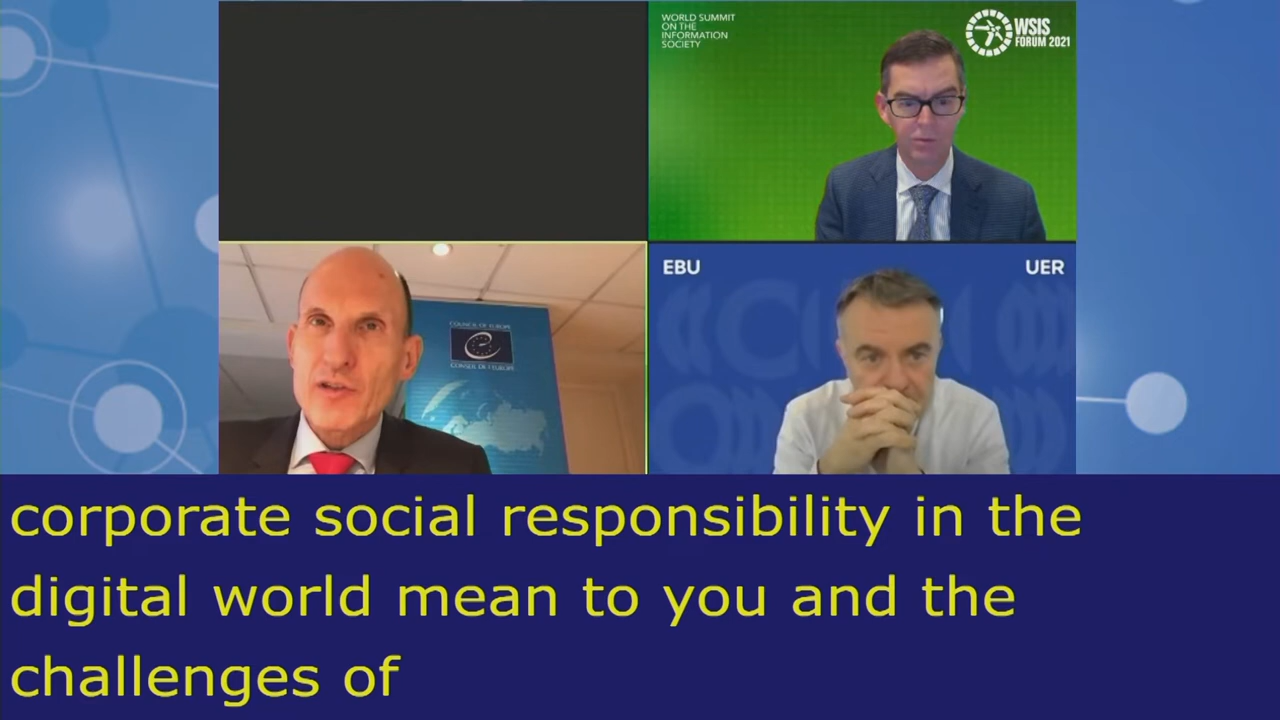 WORLD SUMMIT
ON THE
INFORMATION
SOCIETY
WSIS
FORUM 2021
COUNCIL OF EUROPE
CONSEIL DE L'EUROPE
EBU
UER
corporate social responsibility in the
digital world mean to you and the
challenges of